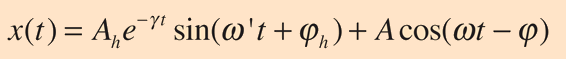 x(t) = A_h e^{-γt} sin(ω't + φ_h) + A cos(ωt − φ)